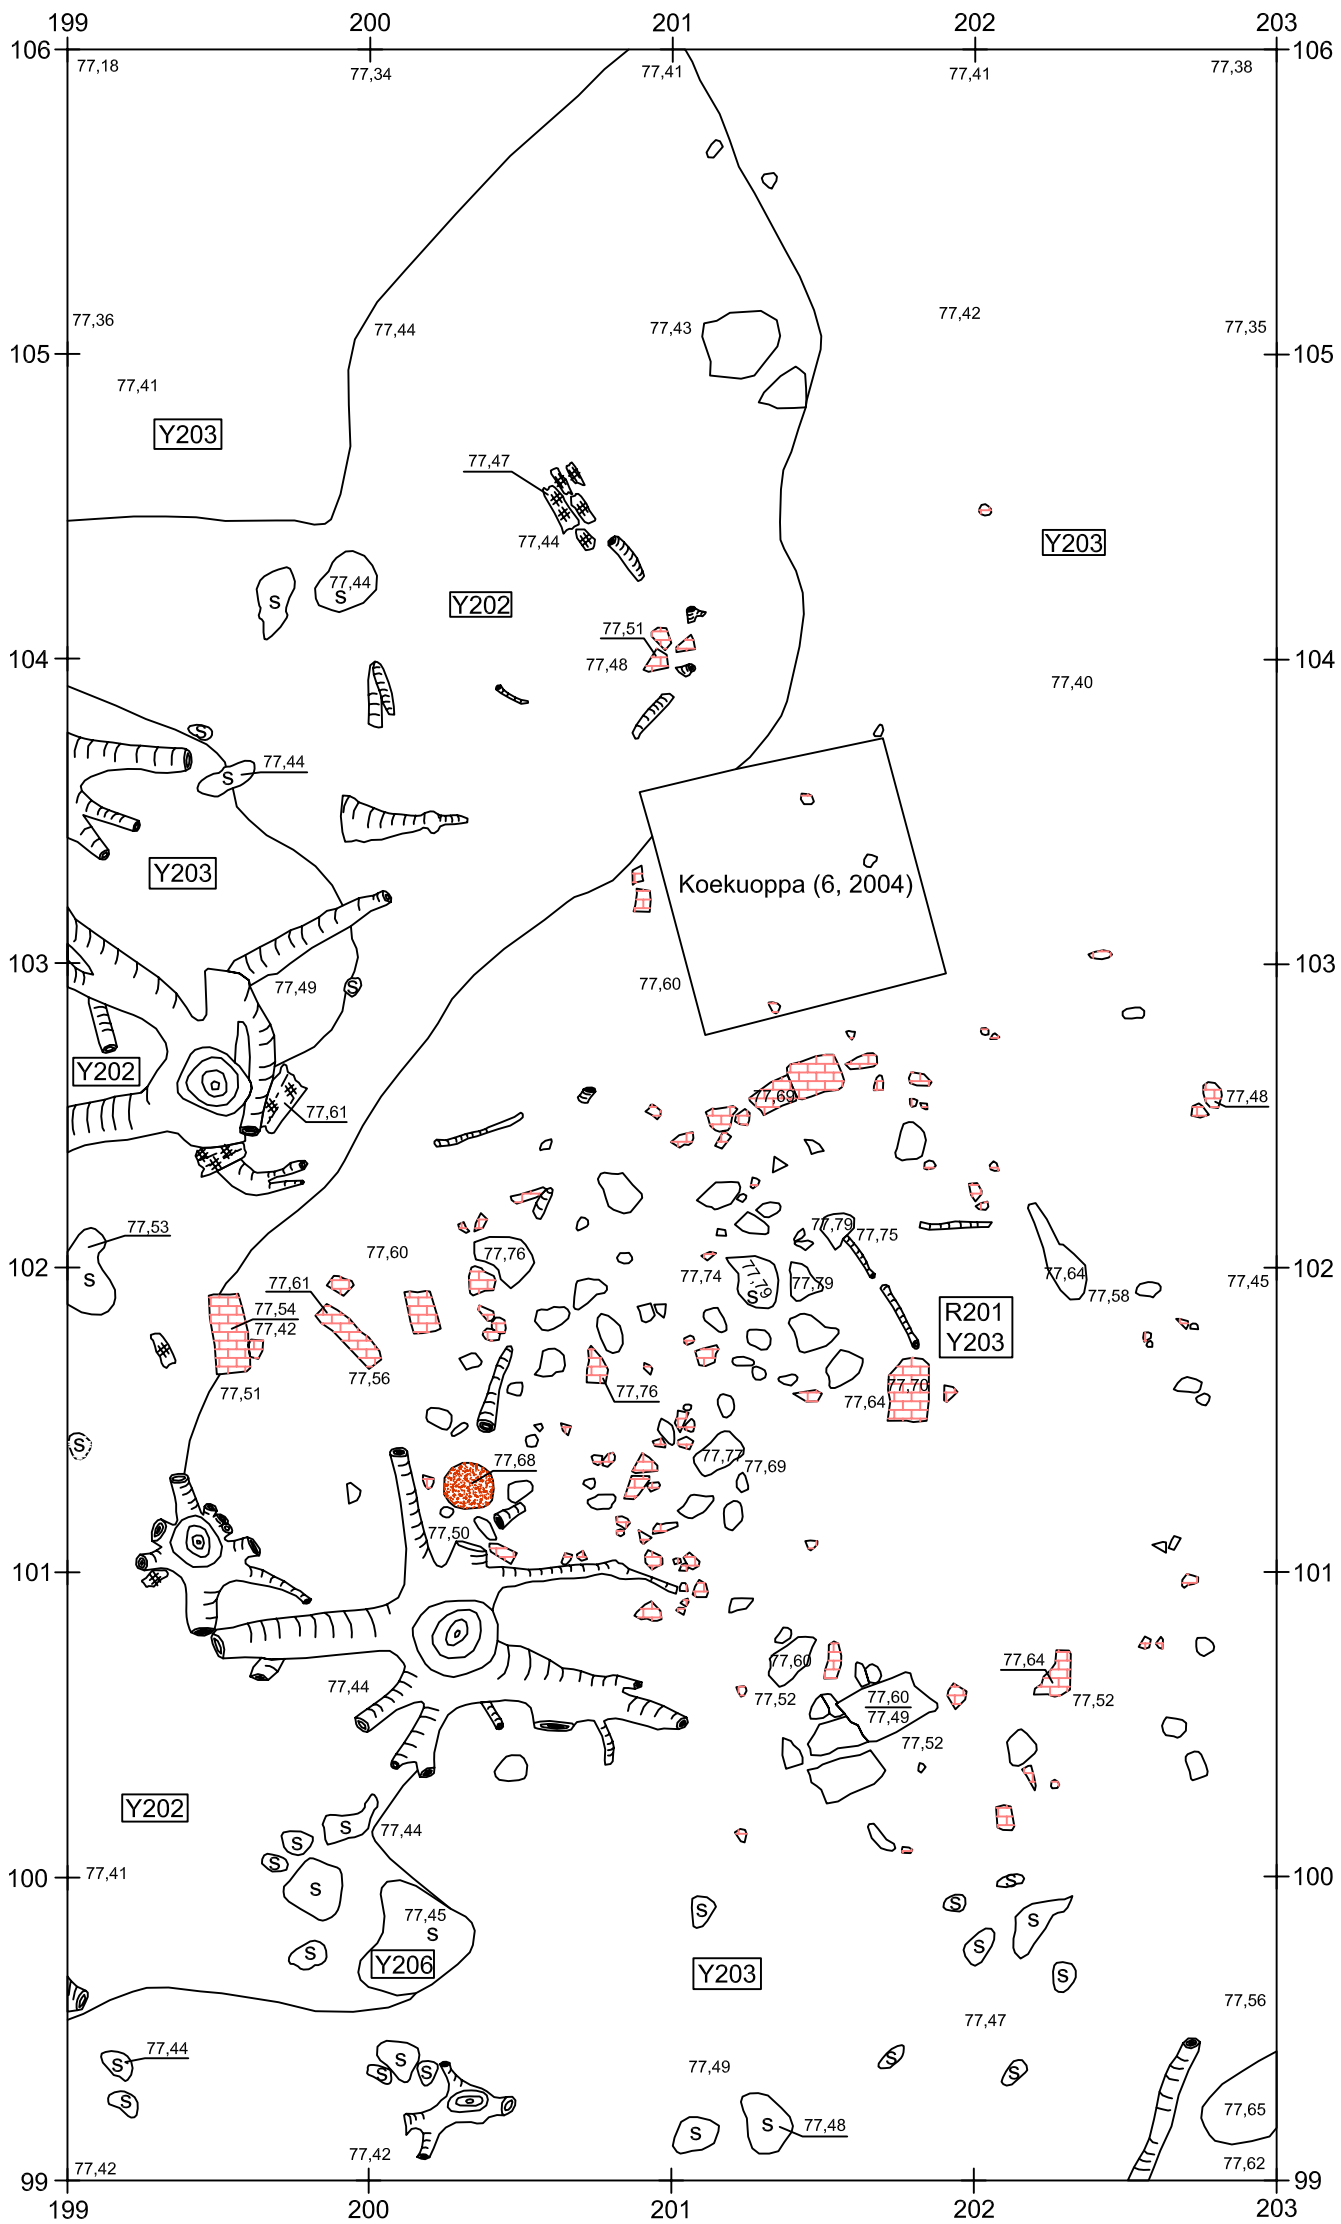 199 200 201 202 203
106 106
77,18 77,34 77,41 77,41 77,38
77,36 77,44 77,43 77,42 77,35
105 105
77,41
Y203
77,47
77,44 Y203
77,44
S S
Y202
77,51
77,48
104 104
77,40
S
77,44
S
Y203
Koekuoppa (6, 2004)
103 103
77,49 S 77,60
Y202
77,61 77,69 77,48
77,53
77,60 77,76 77,79 77,75
S
102 102
77,61 77,74 77,79 77,79 77,64 77,45
S
77,54 77,58
77,42 R201
Y203
77,51 77,56 77,76 77,64 77,70
S
77,68 77,77 77,69
77,50
101 101
77,60 77,64
77,44 77,52 77,60 77,52
77,49
77,52
Y202
S 77,44
S
S
100 77,41 100
S S S
S
77,45 S
S S
S
Y206 Y203 S
77,56
77,47
77,44 S
S S S S S
77,49
S
77,65
S S 77,48
77,42 77,42 77,62
99 99
199 200 201 202 203